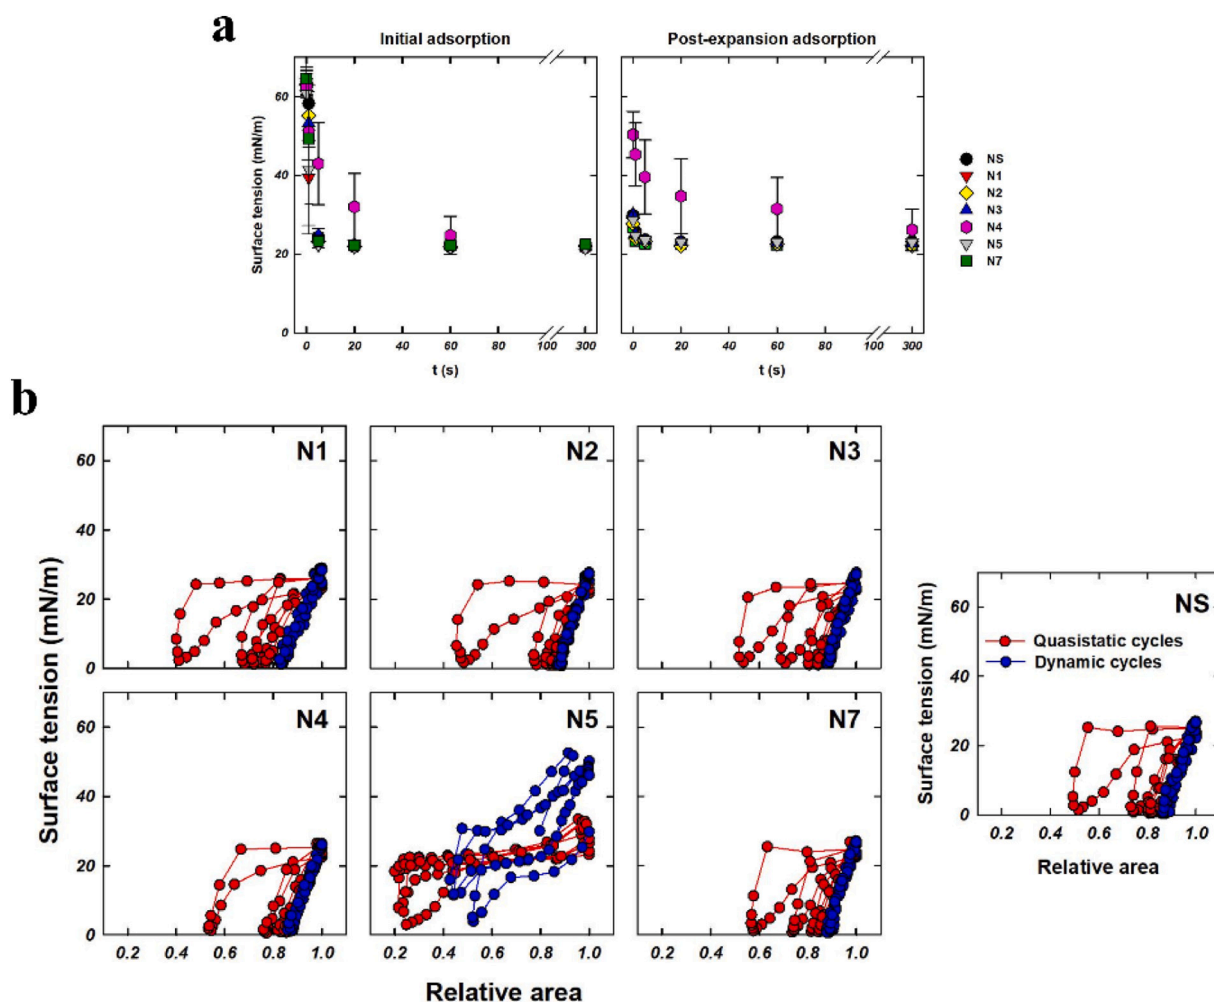 a
Initial adsorption
Post-expansion adsorption
Surface tension (mN/m)
60
40
20
0
0 20 40 60 80 100 300
0 20 40 60 80 100 300
t (s)
t (s)
NS
N1
N2
N3
N4
N5
N7
b
N1
N2
N3
60
40
20
0
N4
N5
N7
60
40
20
0
0.2 0.4 0.6 0.8 1.0
0.2 0.4 0.6 0.8 1.0
0.2 0.4 0.6 0.8 1.0
Surface tension (mN/m)
Relative area
NS
Quasistatic cycles
Dynamic cycles
Surface tension (mN/m)
60
40
20
0
0.2 0.4 0.6 0.8 1.0
Relative area